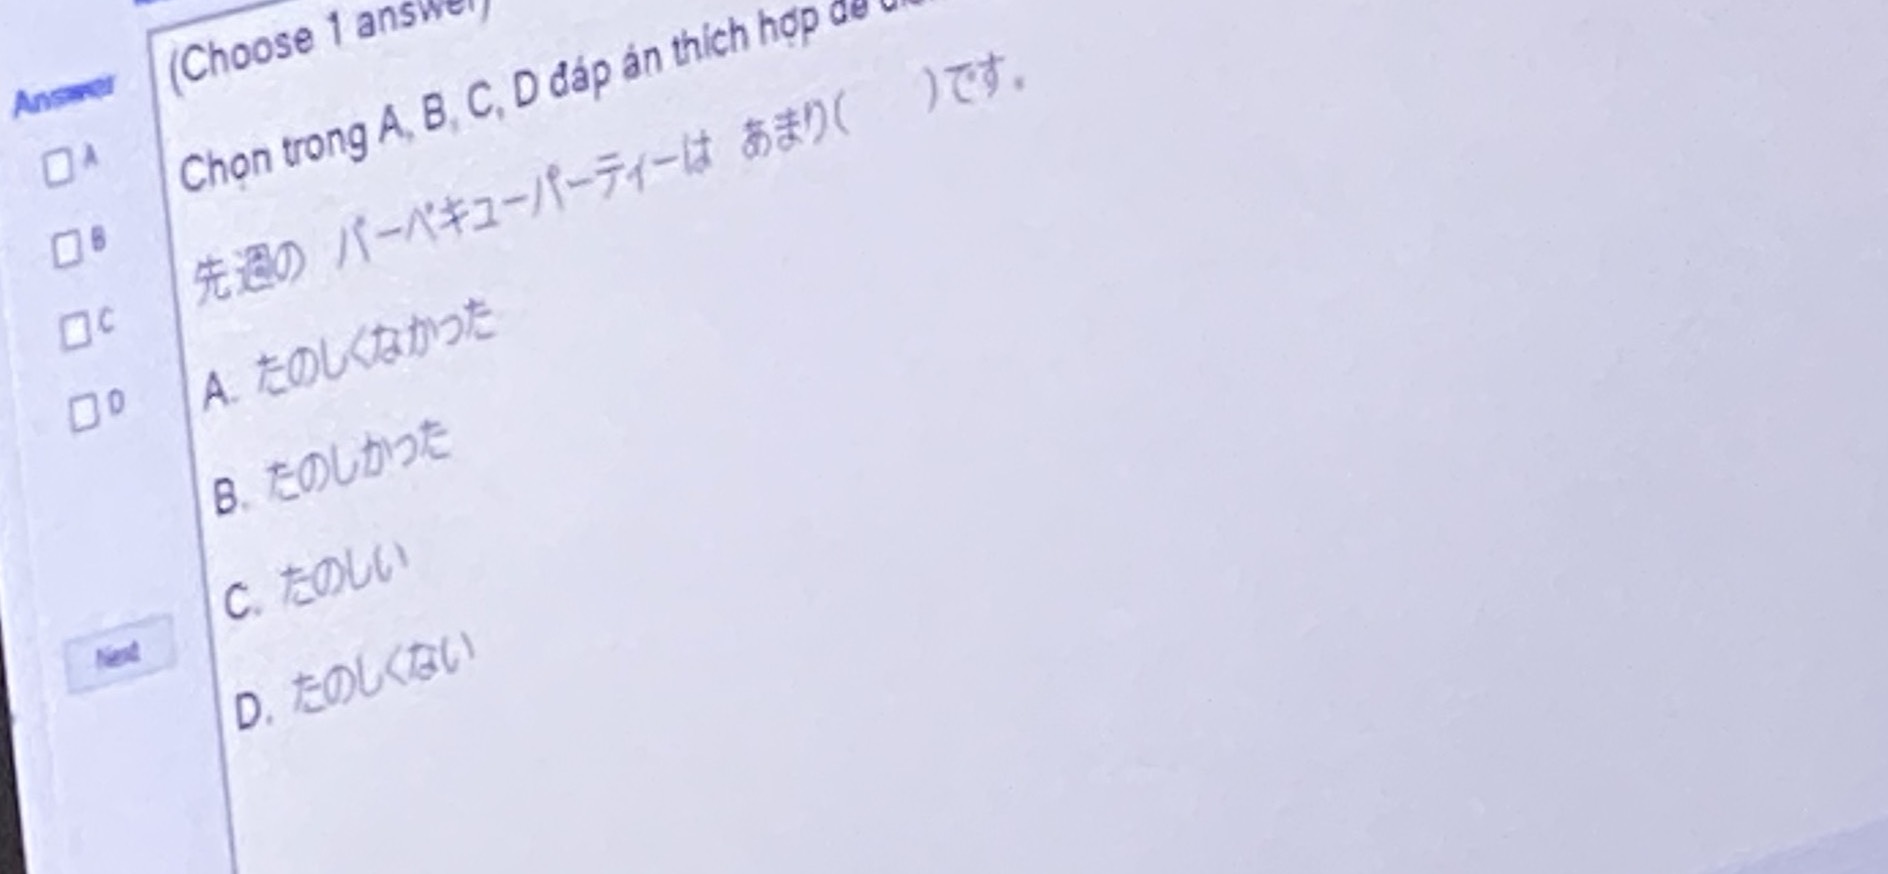 (Choose 1 answer)
Answer
Chọn trong A, B, C, D đáp án thích hợp để
A
先週の バーベキューパーティーは あまり( )です。
B
C
A. たのしくなかった
D
B. たのしかった
C. たのしい
Next
D. たのしくない